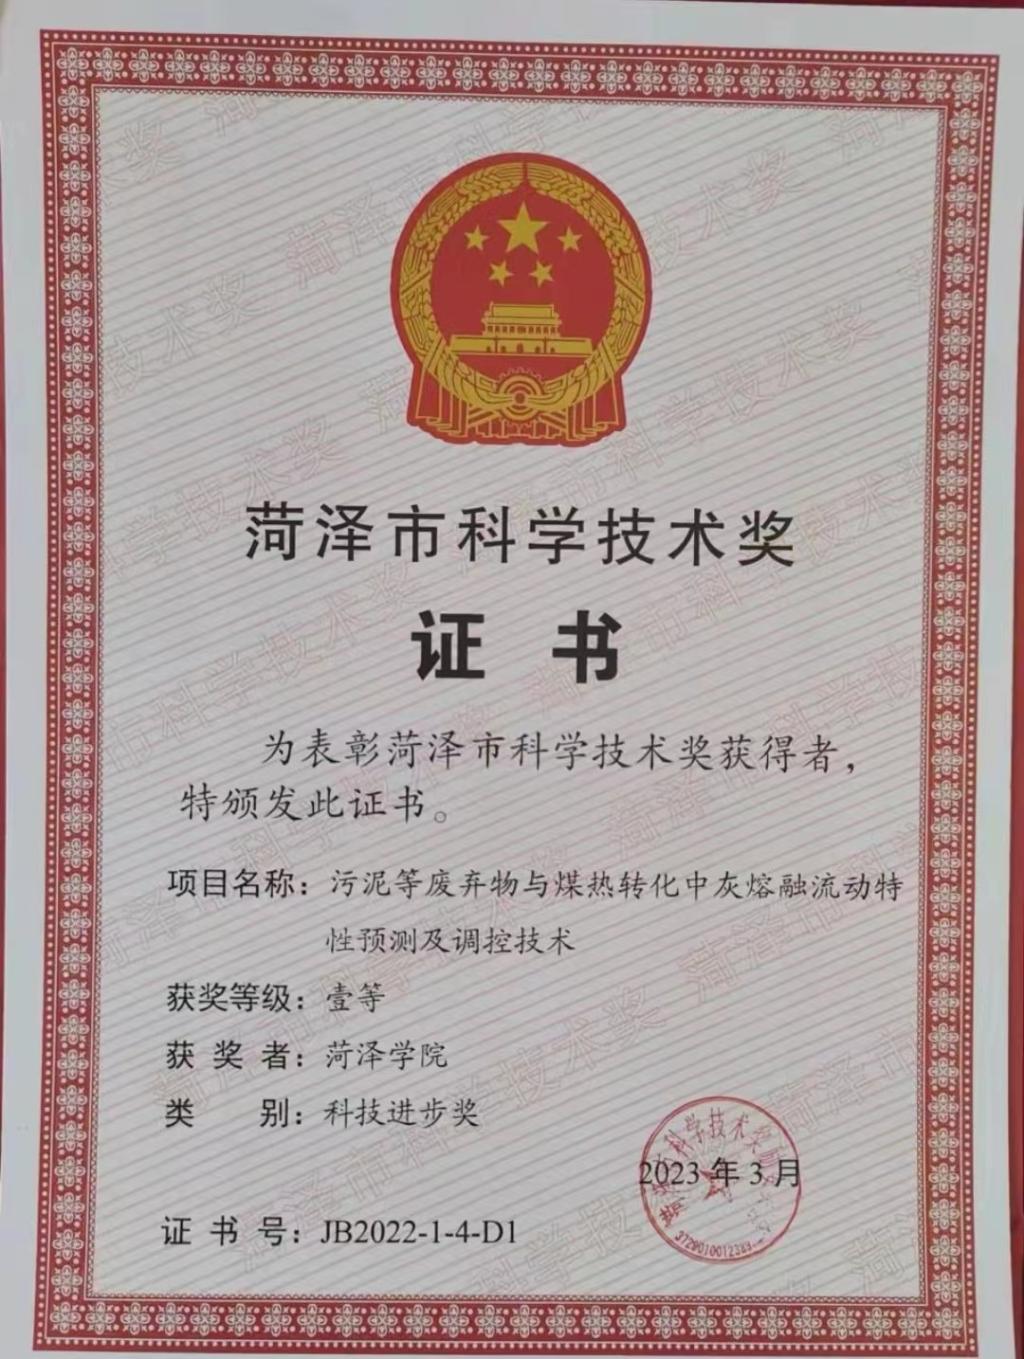 菏泽市科学技术奖
证书
为表彰菏泽市科学技术奖获得者，
特颁发此证书。
项目名称：污泥等废弃物与煤热转化中灰熔融流动特
性预测及调控技术
获奖等级：壹等
获奖者：菏泽学院
类别：科技进步奖
2023年3月
证书号：JB2022-1-4-D1